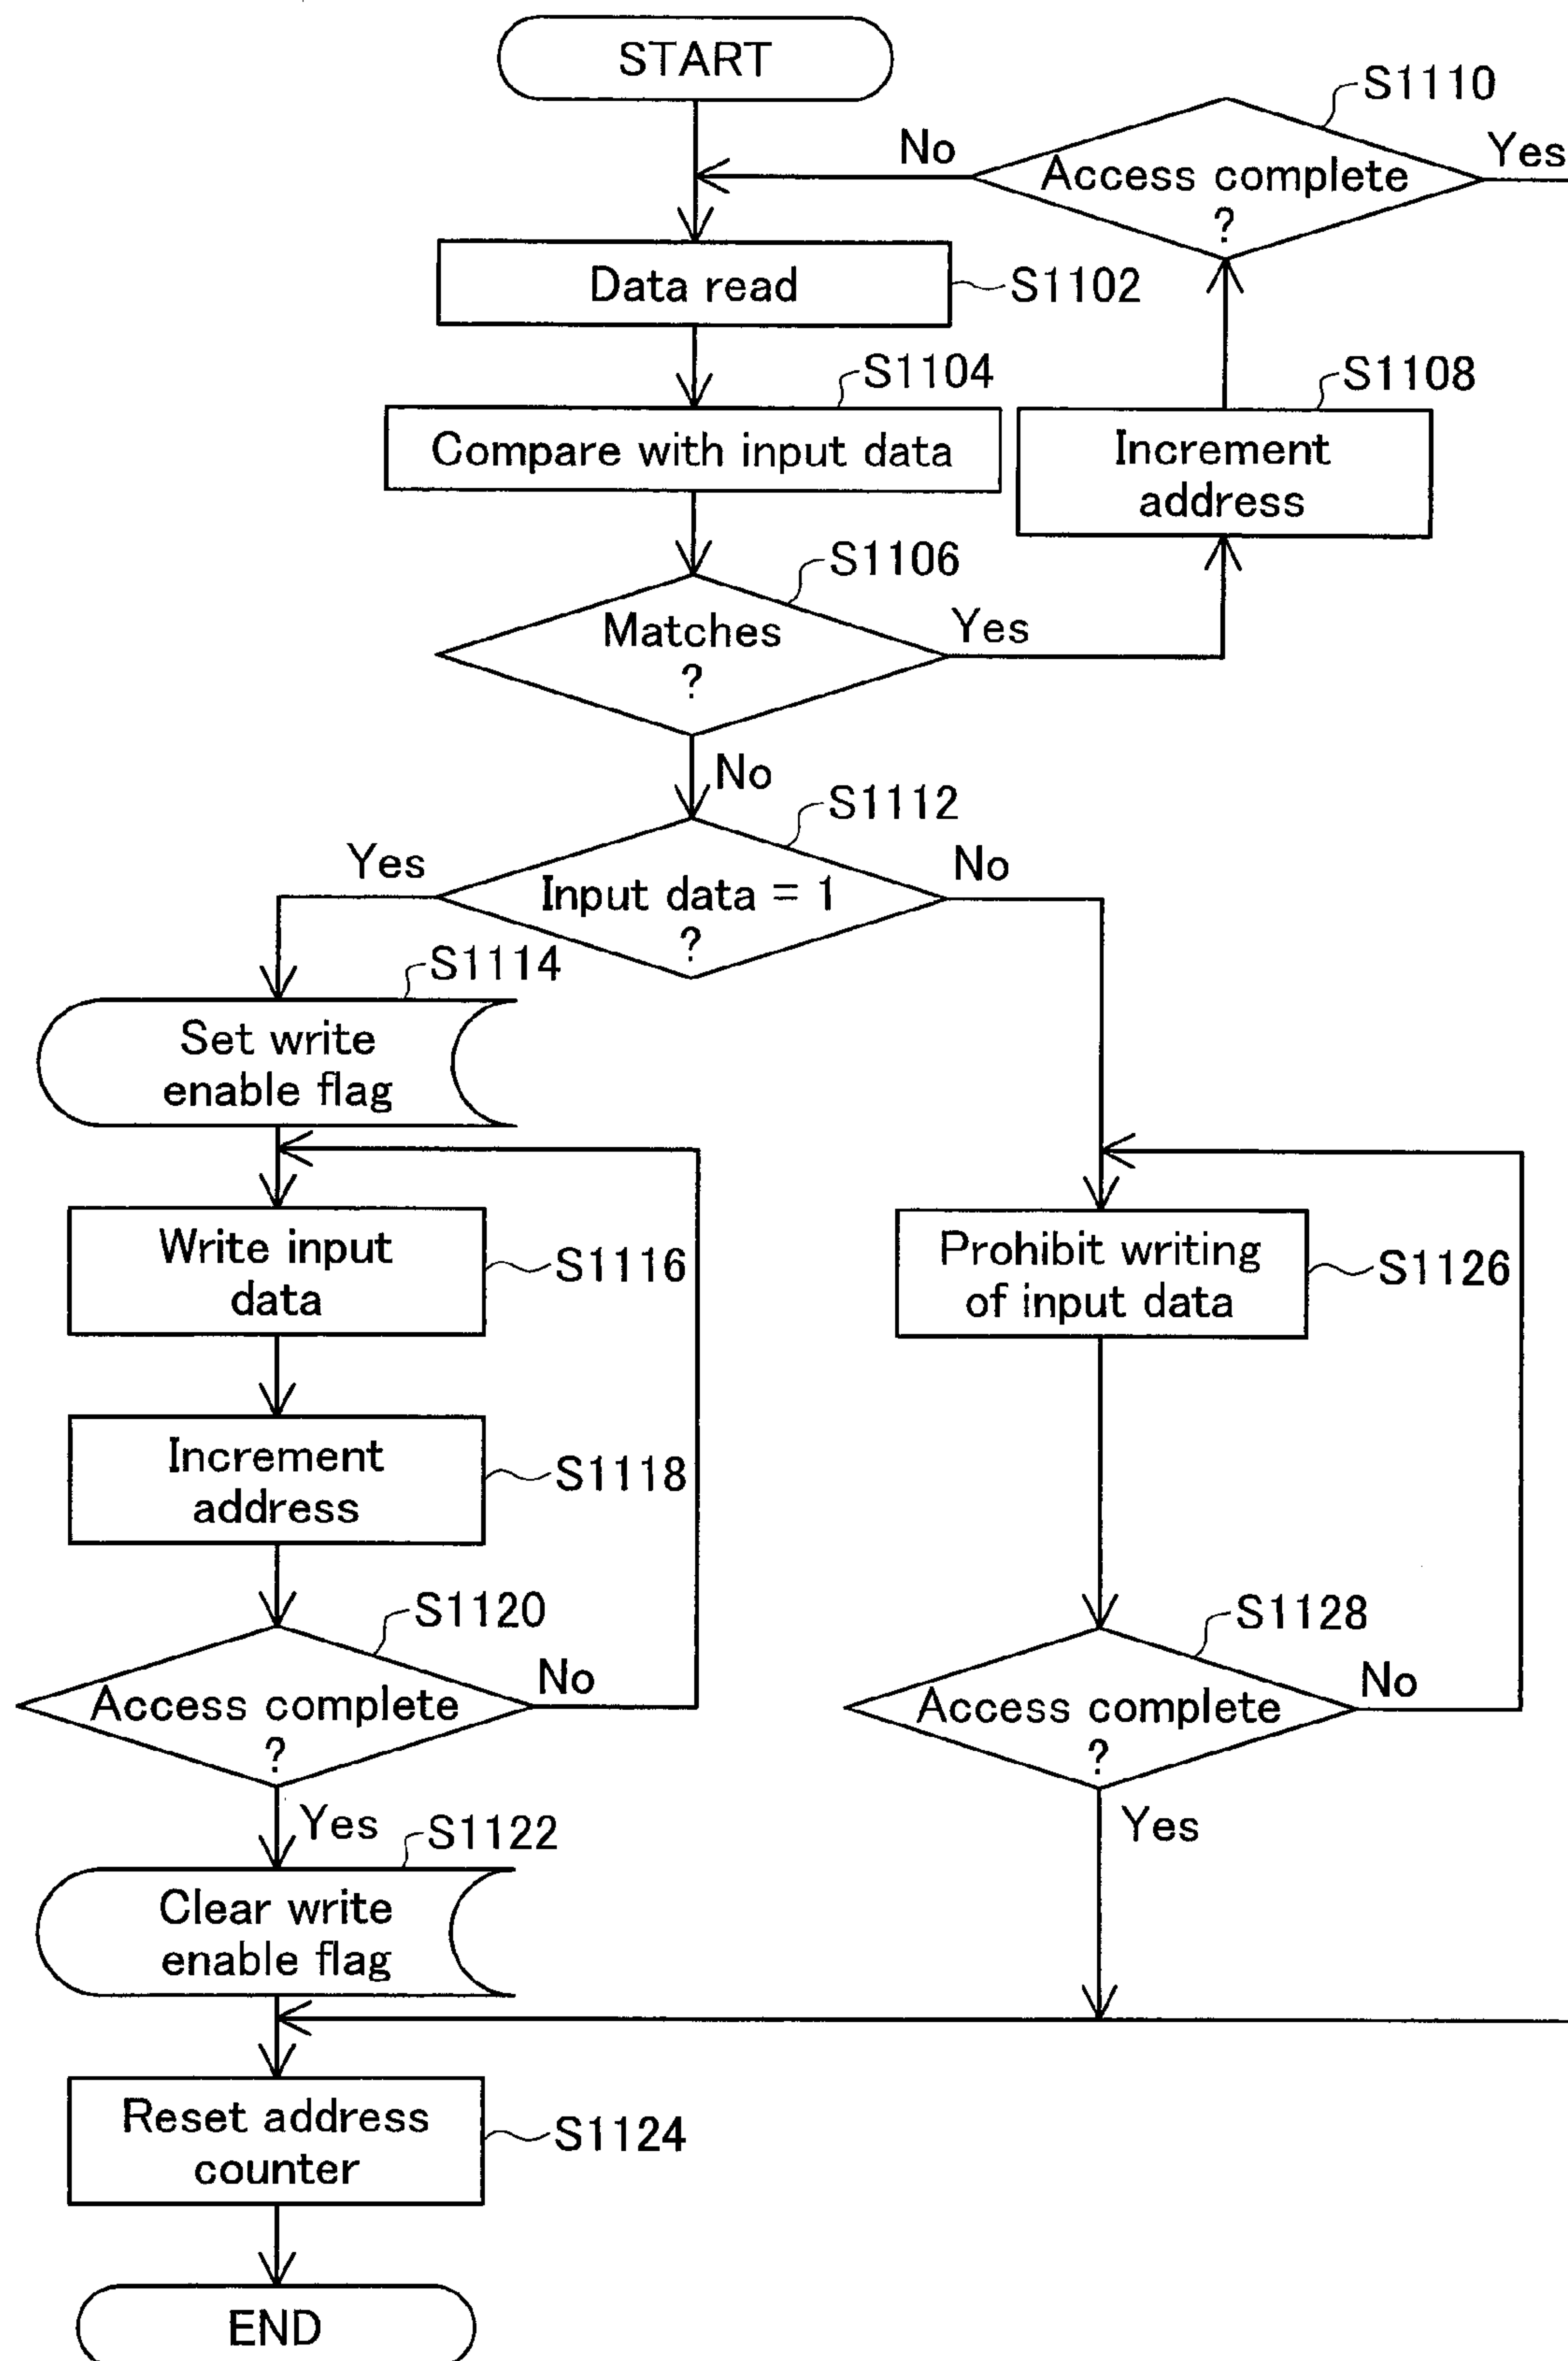 START
S1110
No
Access complete
?
Yes
Data read
S1102
S1104
Compare with input data
S1108
Increment
address
S1106
Matches
?
Yes
No
S1112
Yes
Input data = 1
?
No
S1114
Set write
enable flag
Write input
data
S1116
Prohibit writing
of input data
S1126
Increment
address
S1118
S1120
Access complete
?
No
S1128
Access complete
?
No
Yes
S1122
Yes
Clear write
enable flag
Reset address
counter
S1124
END